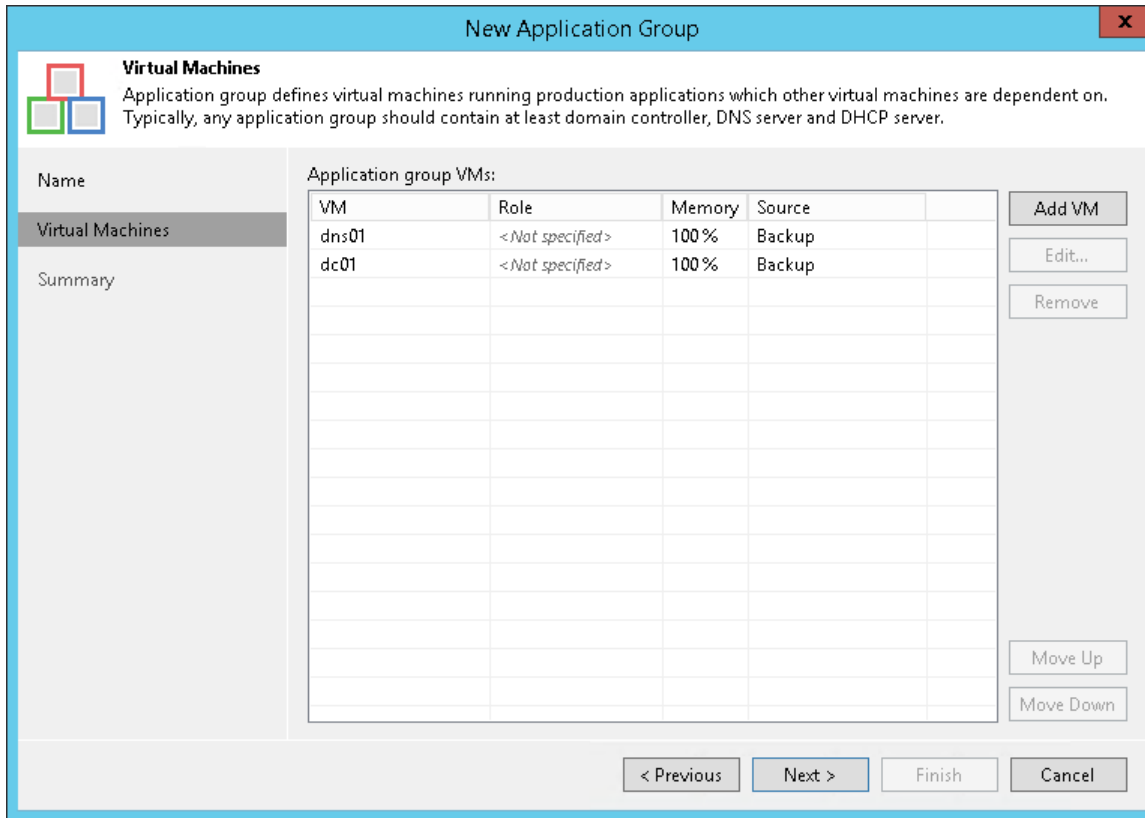 New Application Group
x
Virtual Machines
Application group defines virtual machines running production applications which other virtual machines are dependent on.
Typically, any application group should contain at least domain controller, DNS server and DHCP server.
Name
Virtual Machines
Summary
Application group VMs:
VM Role Memory Source
dns01 <Not specified> 100% Backup
dc01 <Not specified> 100% Backup
Add VM
Edit...
Remove
Move Up
Move Down
< Previous Next > Finish Cancel